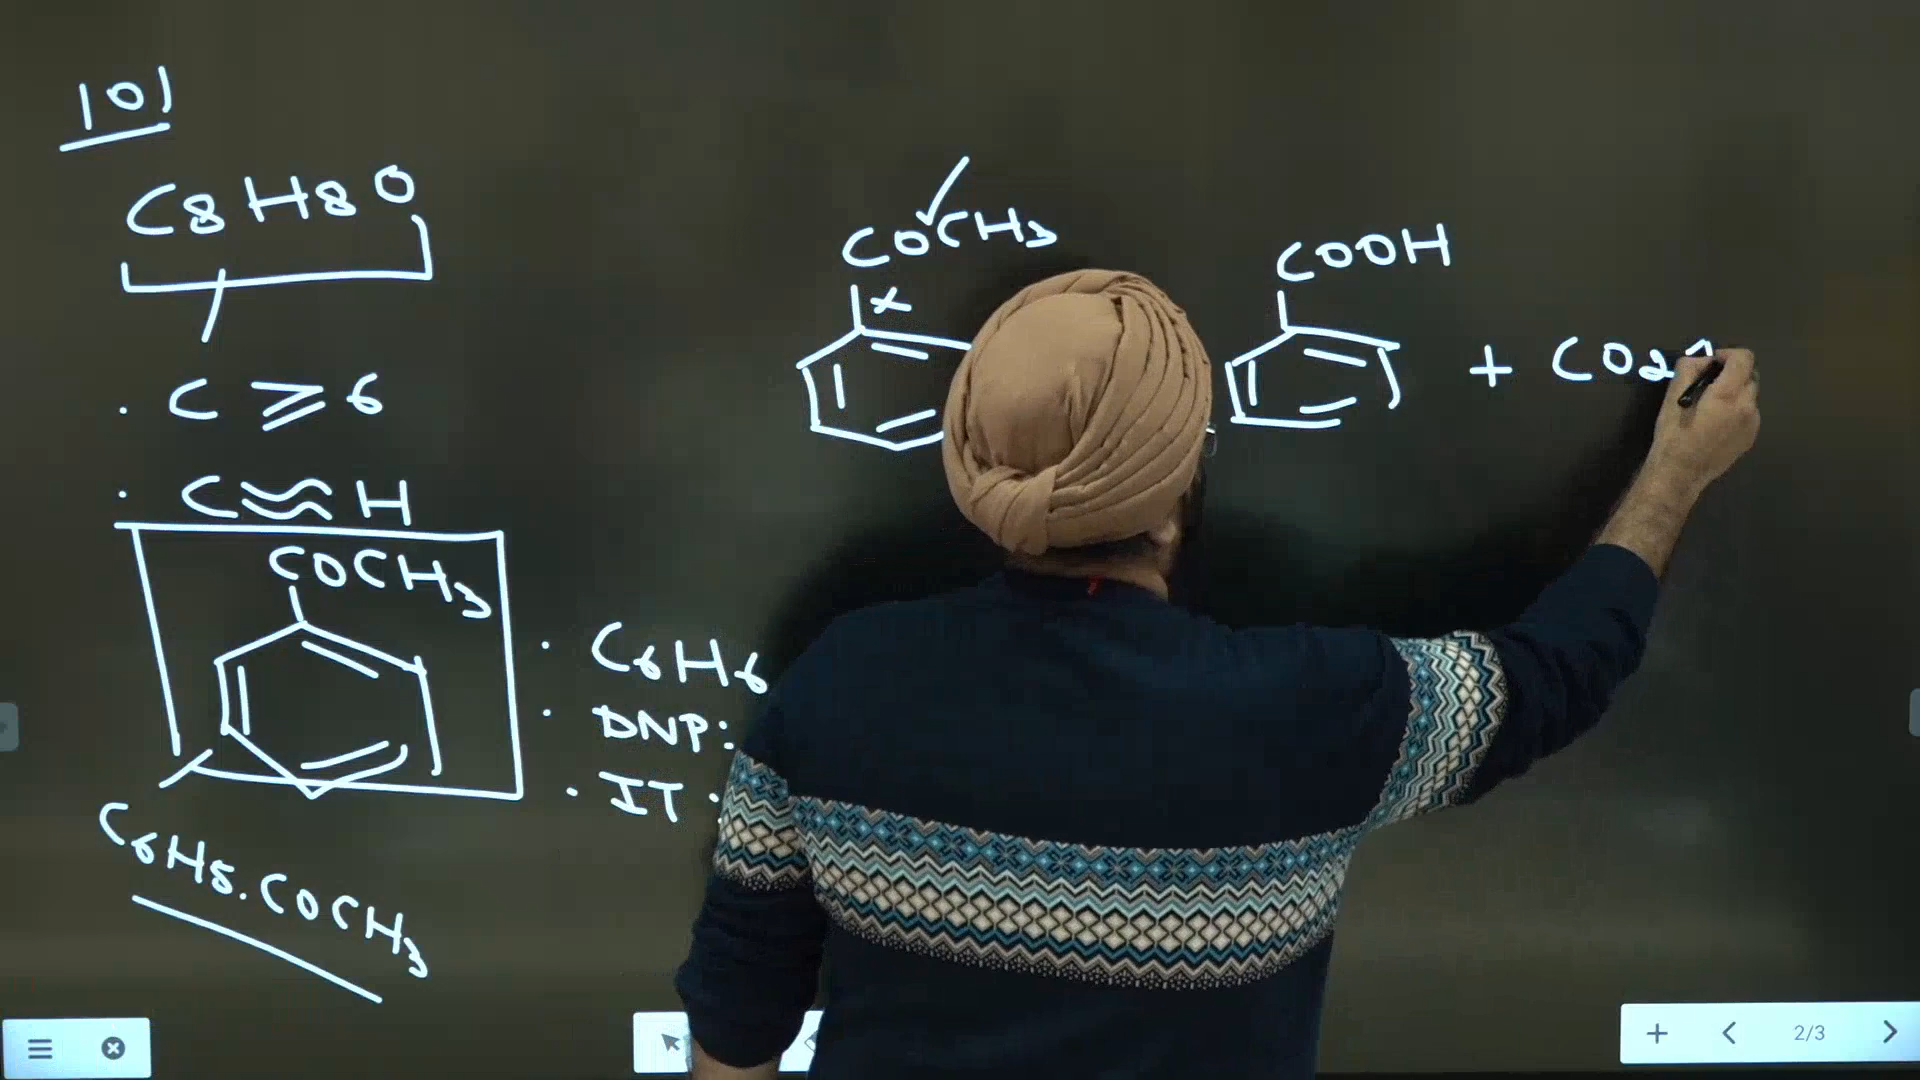 101
C8H8O
· C ⩾ 6
· C ≈ H
COCH3
C6H5.COCH3
· C6H6
· DNP:
· IT :
COCH3
x
COOH
+ CO2
2/3